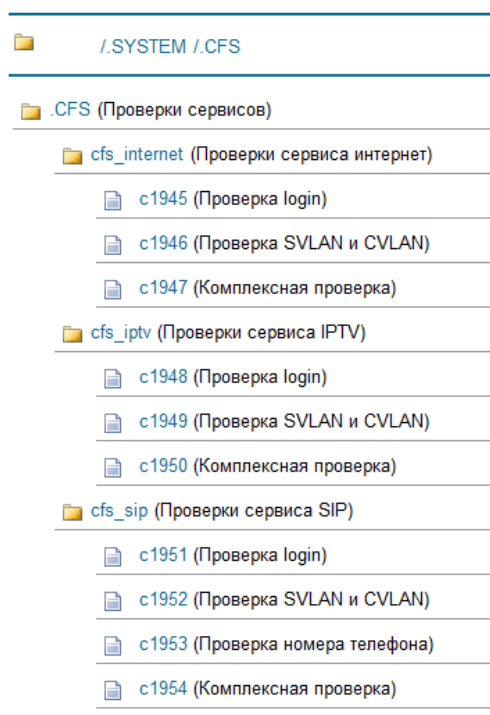 /.SYSTEM /.CFS
.CFS (Проверки сервисов)
cfs_internet (Проверки сервиса интернет)
c1945 (Проверка login)
c1946 (Проверка SVLAN и CVLAN)
c1947 (Комплексная проверка)
cfs_iptv (Проверки сервиса IPTV)
c1948 (Проверка login)
c1949 (Проверка SVLAN и CVLAN)
c1950 (Комплексная проверка)
cfs_sip (Проверки сервиса SIP)
c1951 (Проверка login)
c1952 (Проверка SVLAN и CVLAN)
c1953 (Проверка номера телефона)
c1954 (Комплексная проверка)